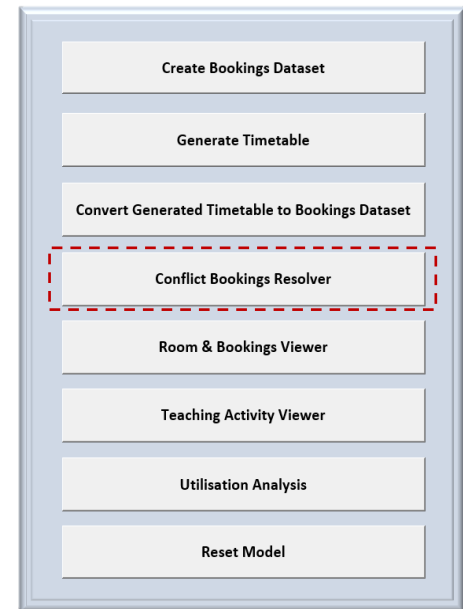 Create Bookings Dataset
Generate Timetable
Convert Generated Timetable to Bookings Dataset
Conflict Bookings Resolver
Room & Bookings Viewer
Teaching Activity Viewer
Utilisation Analysis
Reset Model